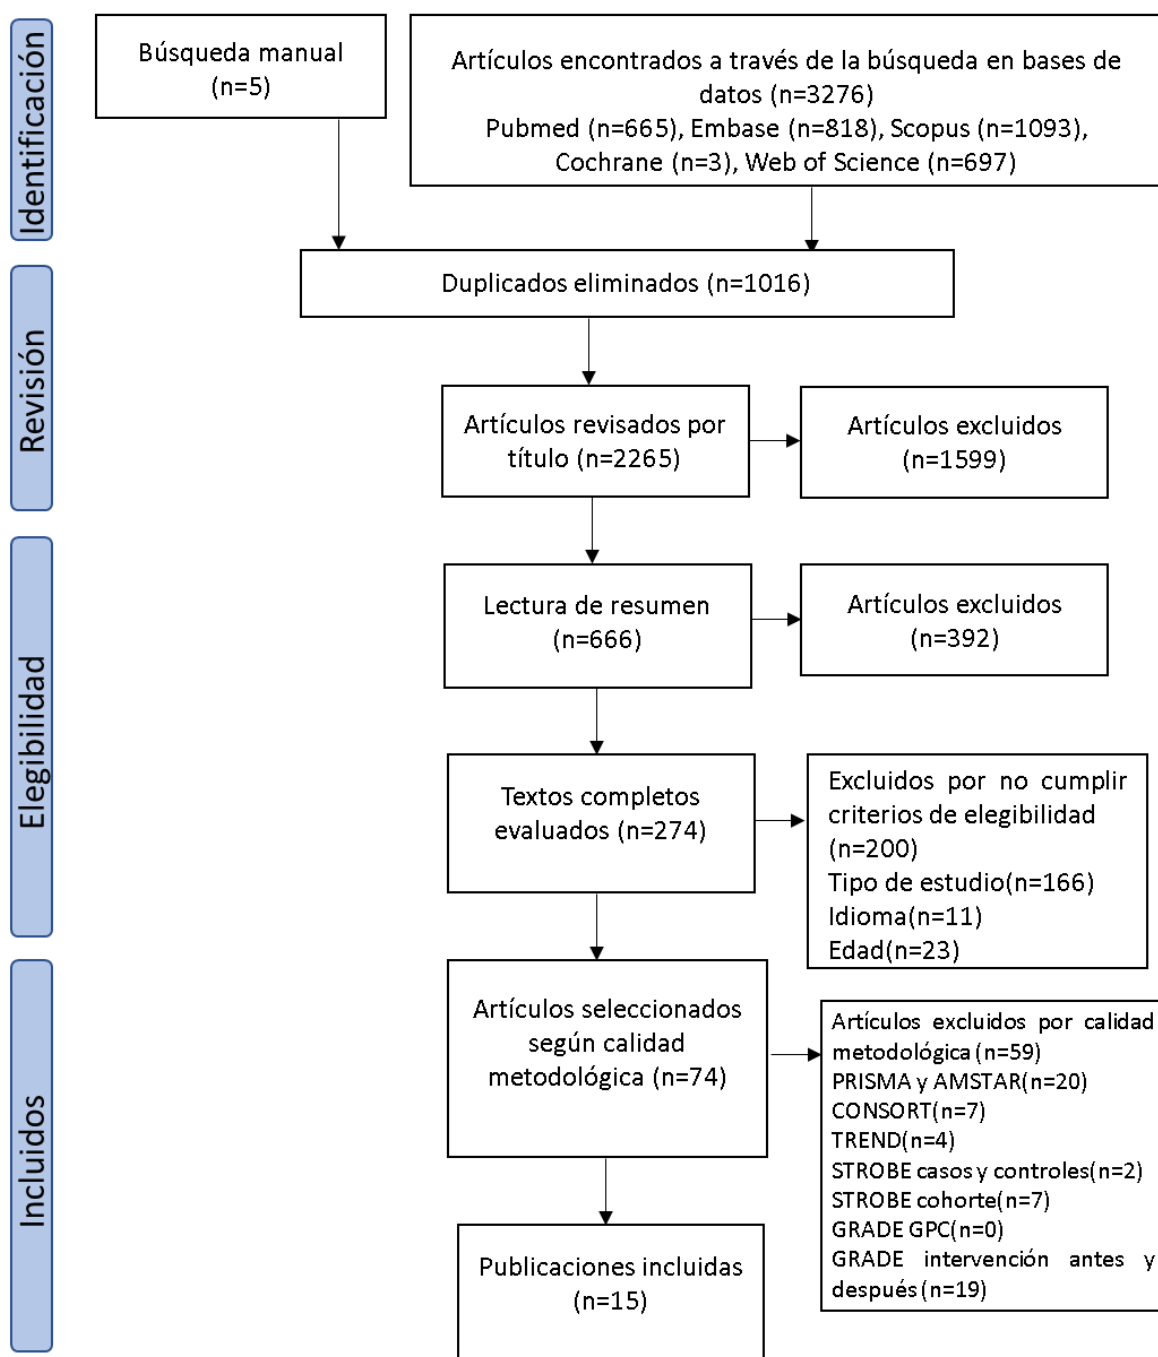 Identificación
Búsqueda manual
(n=5)
Artículos encontrados a través de la búsqueda en bases de
datos (n=3276)
Pubmed (n=665), Embase (n=818), Scopus (n=1093),
Cochrane (n=3), Web of Science (n=697)
Duplicados eliminados (n=1016)
Revisión
Artículos revisados por
título (n=2265)
Artículos excluidos
(n=1599)
Elegibilidad
Lectura de resumen
(n=666)
Artículos excluidos
(n=392)
Textos completos
evaluados (n=274)
Excluidos por no cumplir
criterios de elegibilidad
(n=200)
Tipo de estudio(n=166)
Idioma(n=11)
Edad(n=23)
Incluidos
Artículos seleccionados
según calidad
metodológica (n=74)
Artículos excluidos por calidad
metodológica (n=59)
PRISMA y AMSTAR(n=20)
CONSORT(n=7)
TREND(n=4)
STROBE casos y controles(n=2)
STROBE cohorte(n=7)
GRADE GPC(n=0)
GRADE intervención antes y
después(n=19)
Publicaciones incluidas
(n=15)